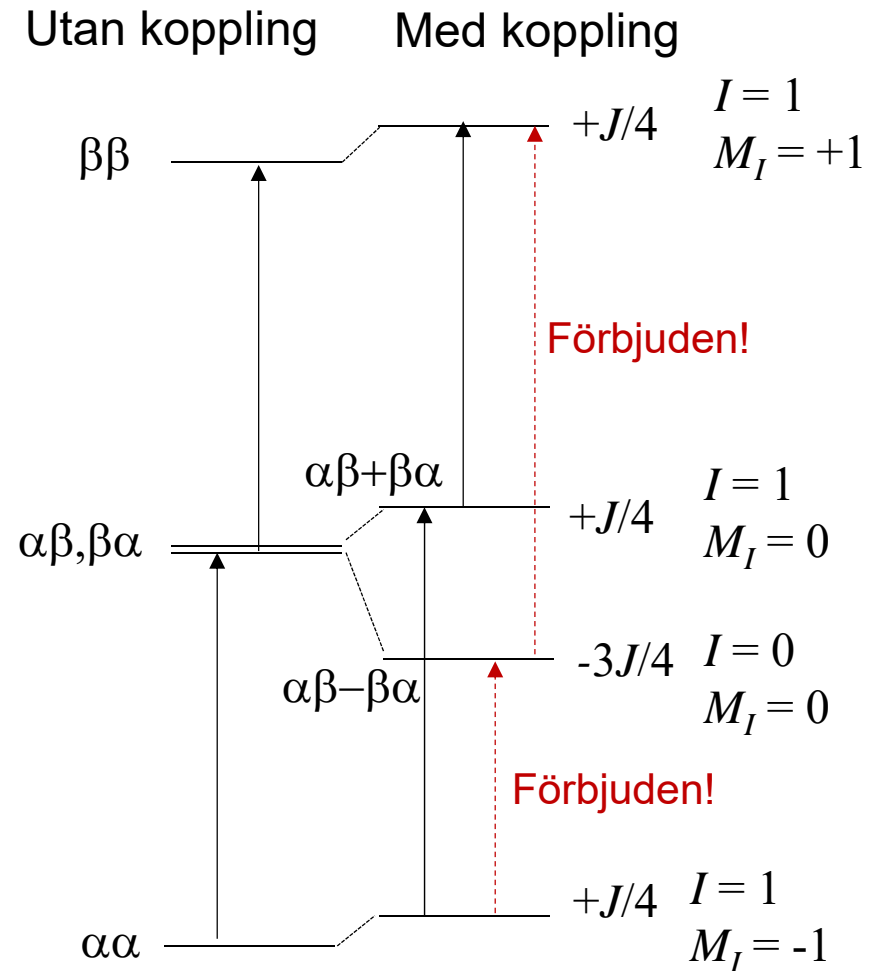 Utan koppling
Med koppling
ββ
+J/4
I = 1
M_I = +1
Förbjuden!
αβ+βα
+J/4
I = 1
M_I = 0
αβ,βα
-3J/4
I = 0
M_I = 0
αβ−βα
Förbjuden!
+J/4
I = 1
M_I = -1
αα